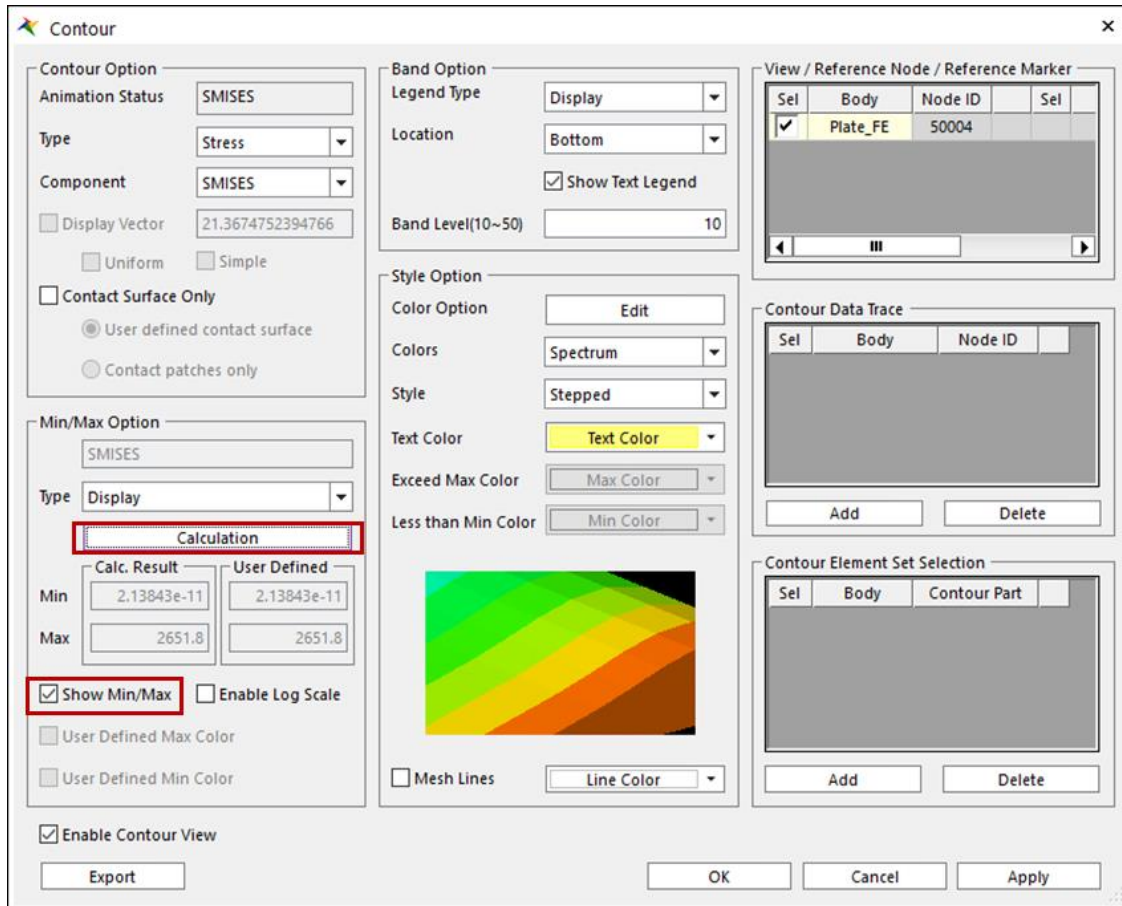 Contour
Contour Option
Animation Status SMISES
Type Stress
Component SMISES
Display Vector 21.3674752394766
Uniform Simple
Contact Surface Only
User defined contact surface
Contact patches only
Min/Max Option
SMISES
Type Display
Calculation
Calc. Result User Defined
Min 2.13843e-11 2.13843e-11
Max 2651.8 2651.8
Show Min/Max Enable Log Scale
User Defined Max Color
User Defined Min Color
Enable Contour View
Export
Band Option
Legend Type Display
Location Bottom
Show Text Legend
Band Level(10~50) 10
Style Option
Color Option Edit
Colors Spectrum
Style Stepped
Text Color Text Color
Exceed Max Color Max Color
Less than Min Color Min Color
Mesh Lines Line Color
View / Reference Node / Reference Marker
Sel Body Node ID Sel
Plate_FE 50004
Contour Data Trace
Sel Body Node ID
Add Delete
Contour Element Set Selection
Sel Body Contour Part
Add Delete
OK Cancel Apply